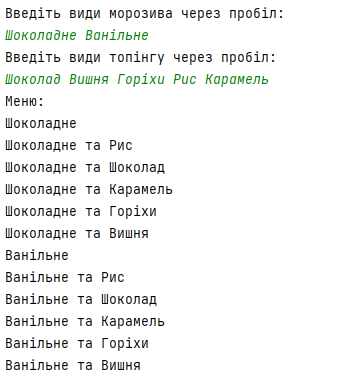 Введіть види морозива через пробіл:
Шоколадне Ванільне
Введіть види топінгу через пробіл:
Шоколад Вишня Горіхи Рис Карамель
Меню:
Шоколадне
Шоколадне та Рис
Шоколадне та Шоколад
Шоколадне та Карамель
Шоколадне та Горіхи
Шоколадне та Вишня
Ванільне
Ванільне та Рис
Ванільне та Шоколад
Ванільне та Карамель
Ванільне та Горіхи
Ванільне та Вишня